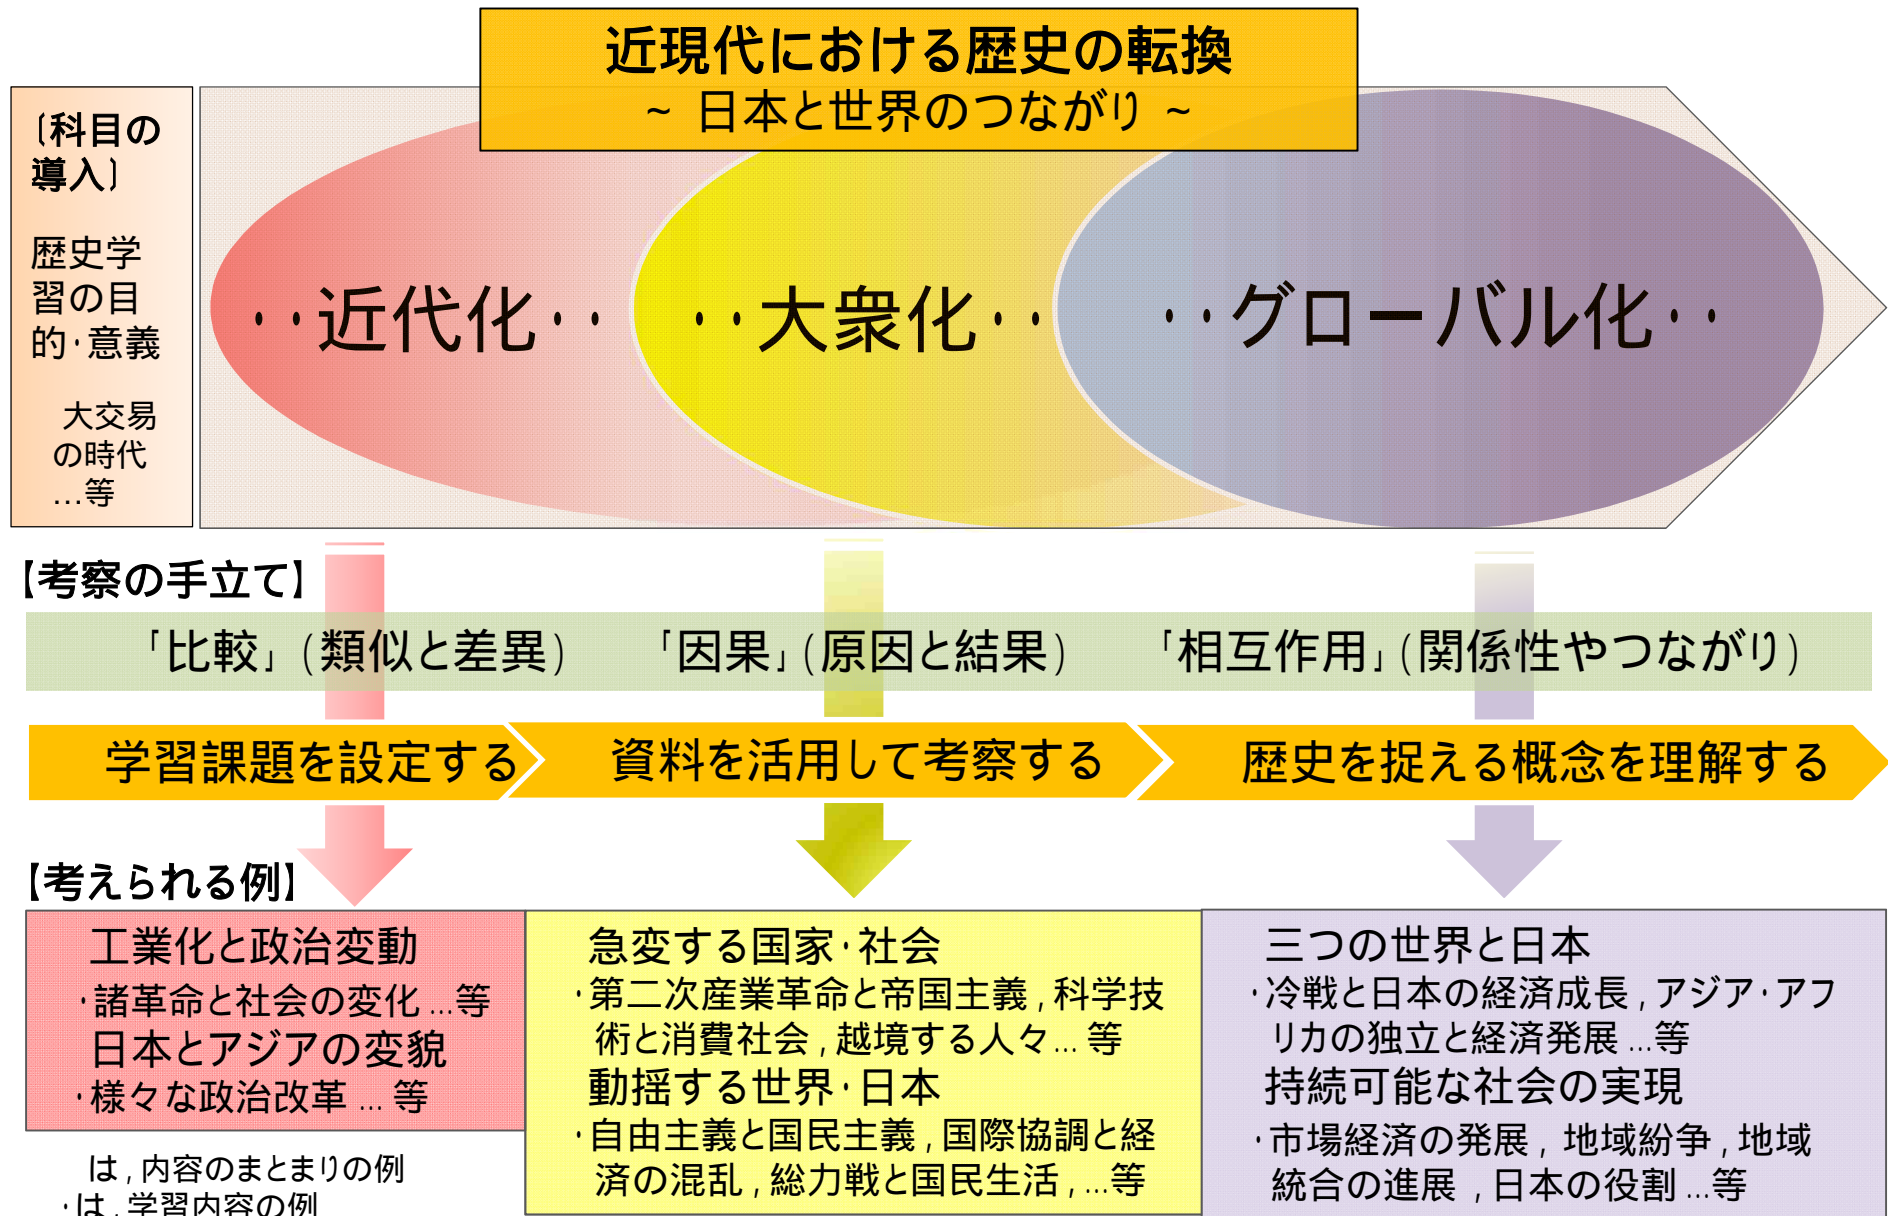 近現代における歴史の転換
～ 日本と世界のつながり ～
〔科目の
導入〕
歴史学
習の目
的・意義
大交易
の時代
…等
・・近代化・・
・・大衆化・・
・・グローバル化・・
【考察の手立て】
「比較」(類似と差異)　「因果」(原因と結果)　「相互作用」(関係性やつながり)
学習課題を設定する
資料を活用して考察する
歴史を捉える概念を理解する
【考えられる例】
工業化と政治変動
・諸革命と社会の変化…等
日本とアジアの変貌
・様々な政治改革 … 等
急変する国家・社会
・第二次産業革命と帝国主義，科学技
術と消費社会，越境する人々… 等
動揺する世界・日本
・自由主義と国民主義，国際協調と経
済の混乱，総力戦と国民生活，…等
三つの世界と日本
・冷戦と日本の経済成長，アジア・アフ
リカの独立と経済発展 …等
持続可能な社会の実現
・市場経済の発展，地域紛争，地域
統合の進展 ，日本の役割 …等
は，内容のまとまりの例
・は，学習内容の例